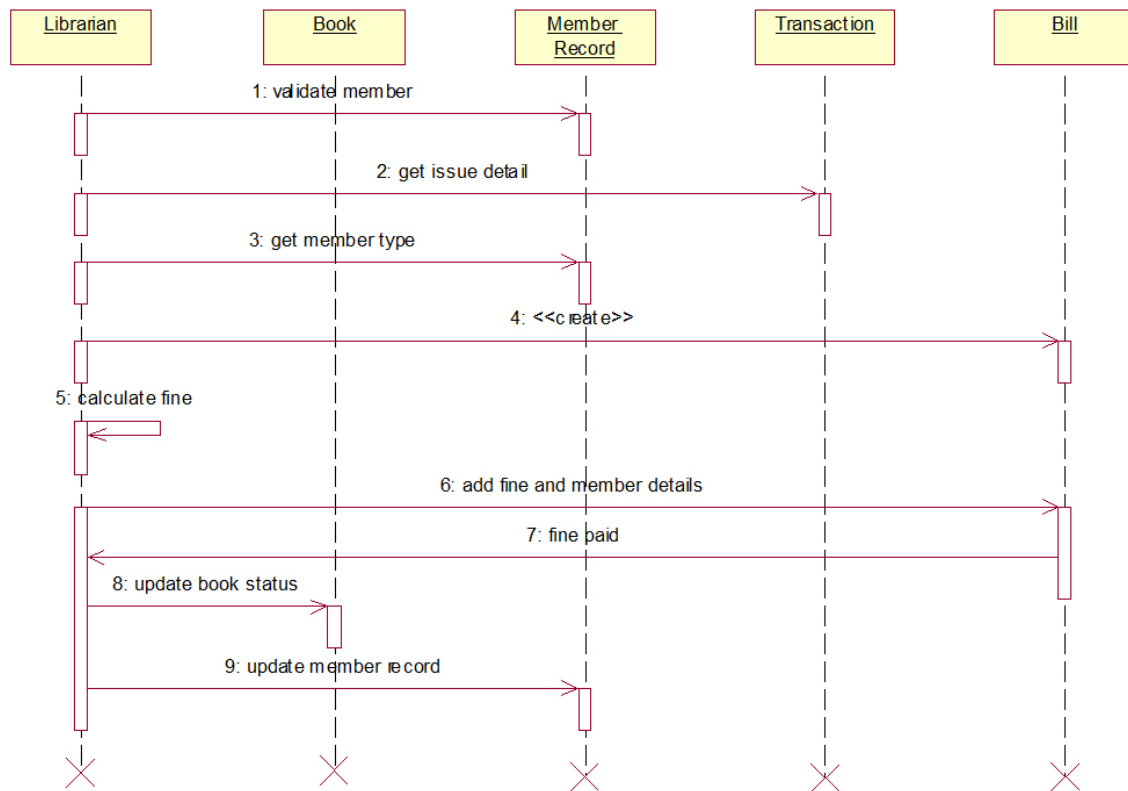 Librarian
Book
Member
Record
Transaction
Bill
1: validate member
2: get issue detail
3: get member type
4: <<create>>
5: calculate fine
6: add fine and member details
7: fine paid
8: update book status
9: update member record